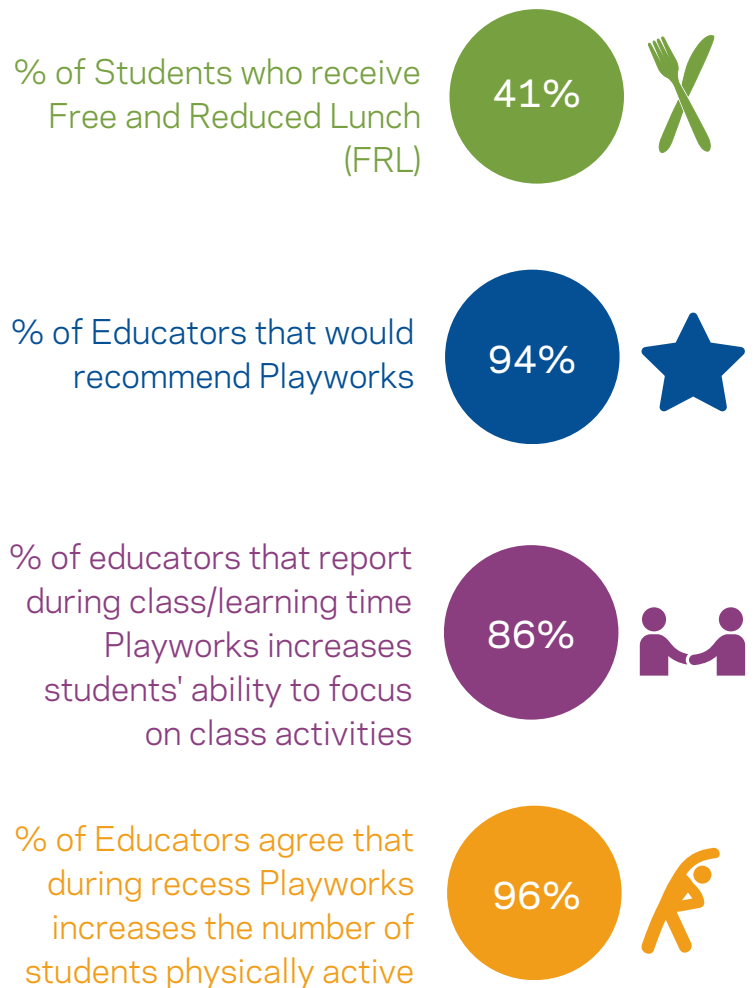 % of Students who receive
Free and Reduced Lunch
(FRL)
41%
% of Educators that would
recommend Playworks
94%
% of educators that report
during class/learning time
Playworks increases
students' ability to focus
on class activities
86%
% of Educators agree that
during recess Playworks
increases the number of
students physically active
96%